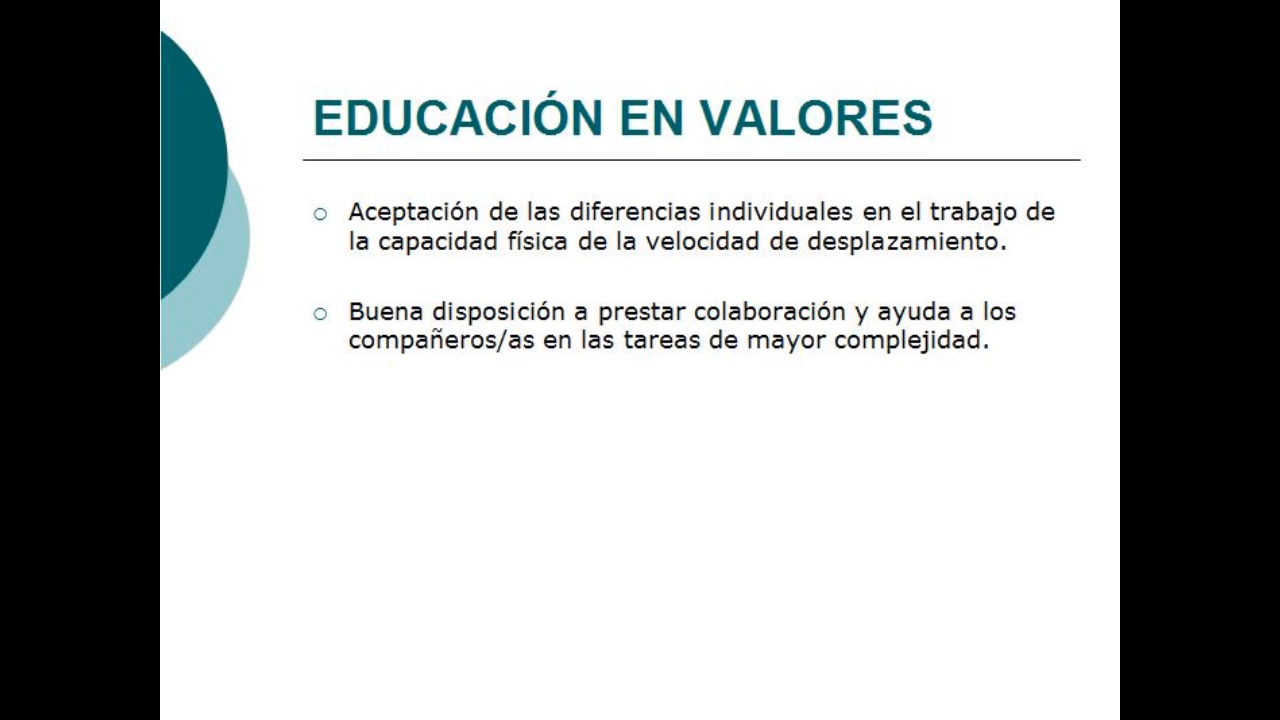 EDUCACIÓN EN VALORES
Aceptación de las diferencias individuales en el trabajo de
la capacidad física de la velocidad de desplazamiento.
Buena disposición a prestar colaboración y ayuda a los
compañeros/as en las tareas de mayor complejidad.